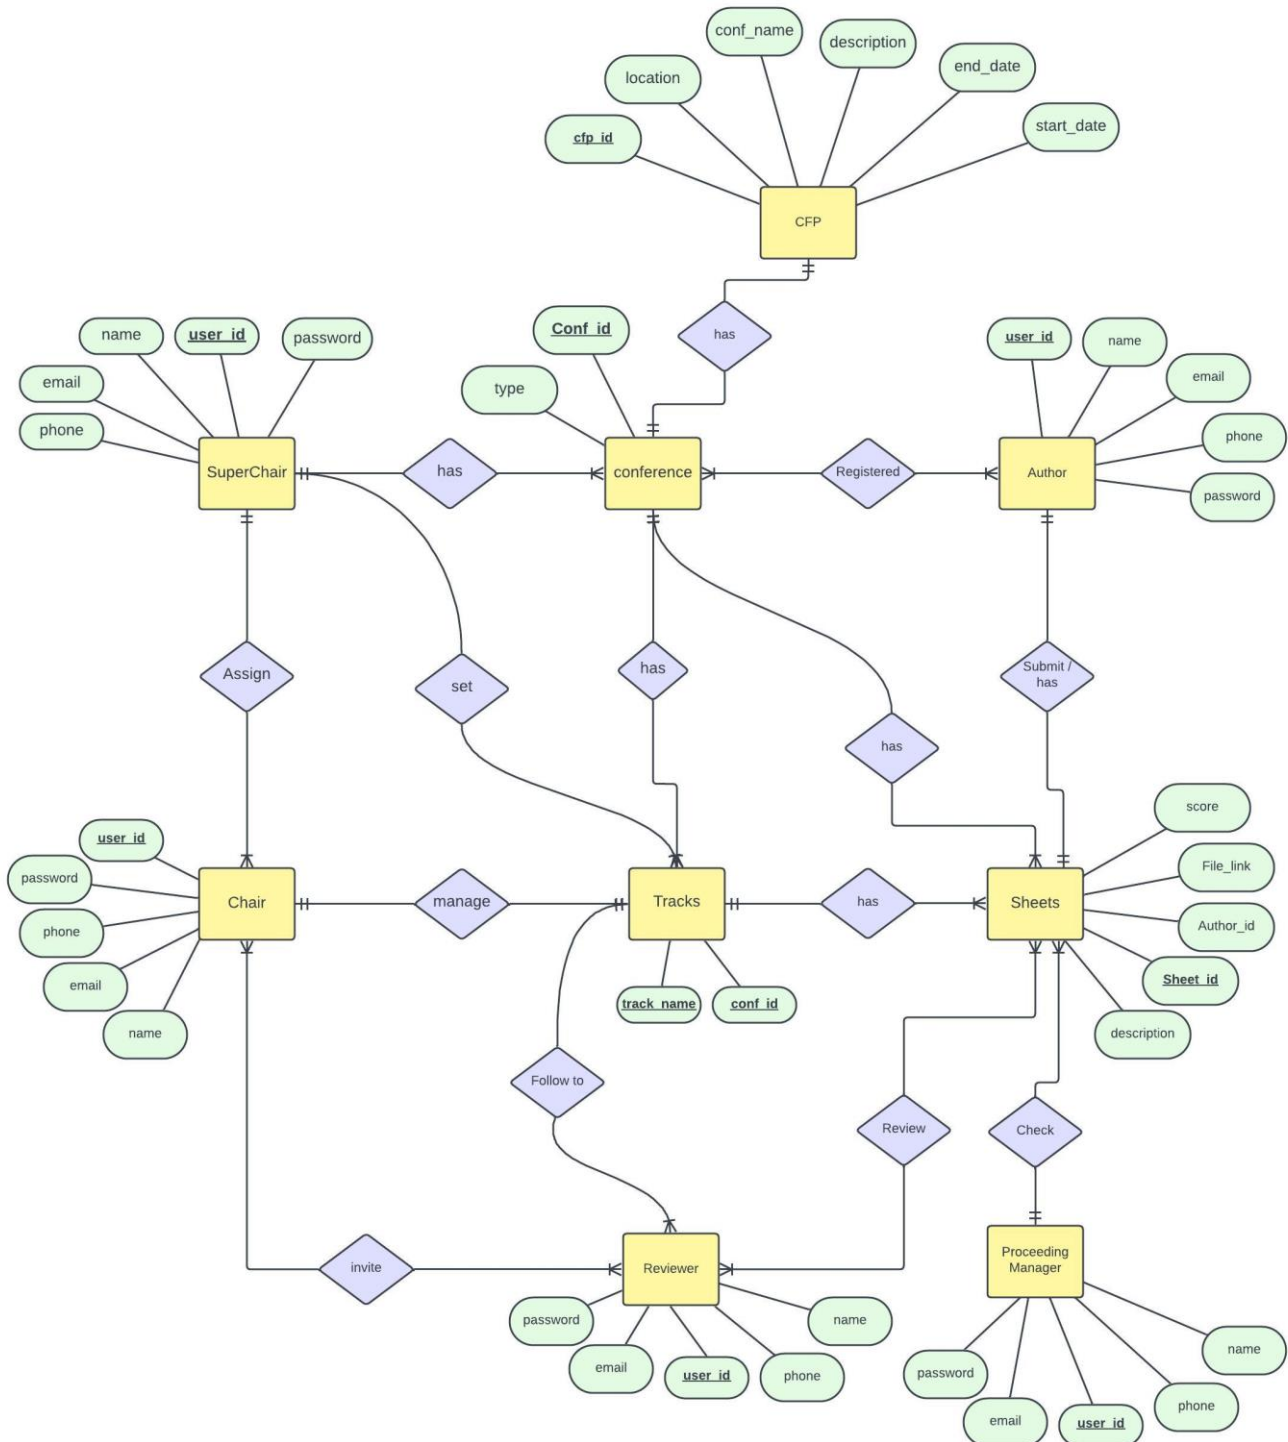 conf_name
description
location
end_date
cfp_id
start_date
CFP
name
user_id
password
Conf_id
has
user_id
name
email
type
email
phone
phone
SuperChair
has
conference
Registered
Author
password
Assign
set
has
Submit /
has
has
score
user_id
password
File_link
Chair
manage
Tracks
has
Sheets
phone
Author_id
email
Sheet_id
track_name
conf_id
name
description
Follow to
Review
Check
invite
Reviewer
Proceeding
Manager
password
name
email
user_id
phone
name
password
email
user_id
phone